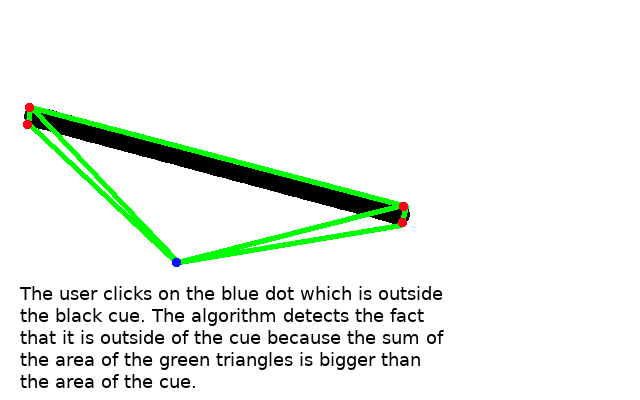 The user clicks on the blue dot which is outside
the black cue. The algorithm detects the fact
that it is outside of the cue because the sum of
the area of the green triangles is bigger than
the area of the cue.